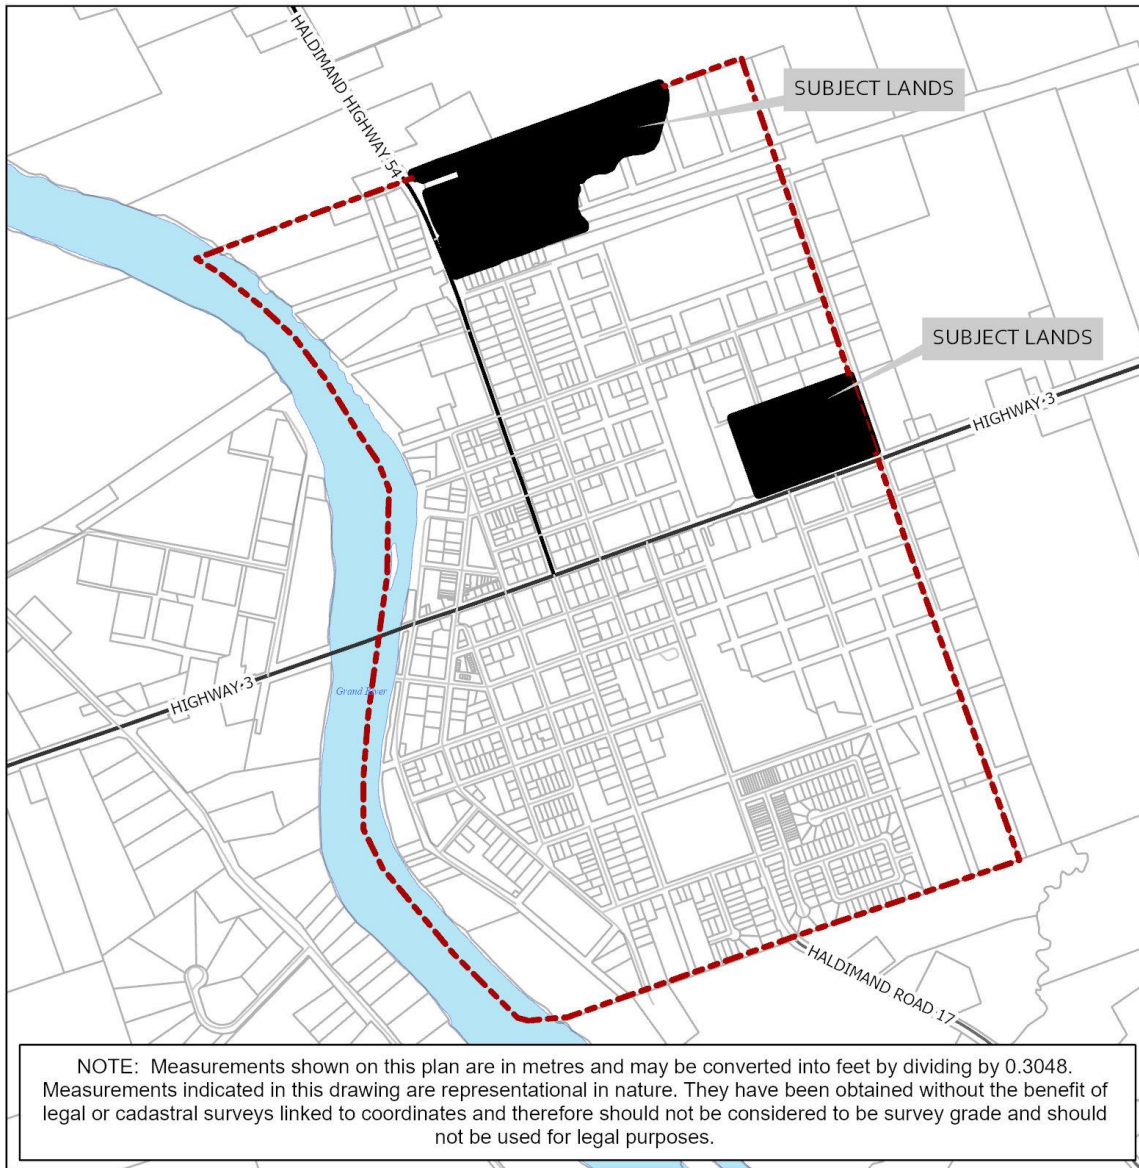 HALDIMAND HIGHWAY 54
SUBJECT LANDS
SUBJECT LANDS
HIGHWAY 3
HIGHWAY 3
Grand River
HALDIMAND ROAD 17
NOTE: Measurements shown on this plan are in metres and may be converted into feet by dividing by 0.3048.
Measurements indicated in this drawing are representational in nature. They have been obtained without the benefit of
legal or cadastral surveys linked to coordinates and therefore should not be considered to be survey grade and should
not be used for legal purposes.